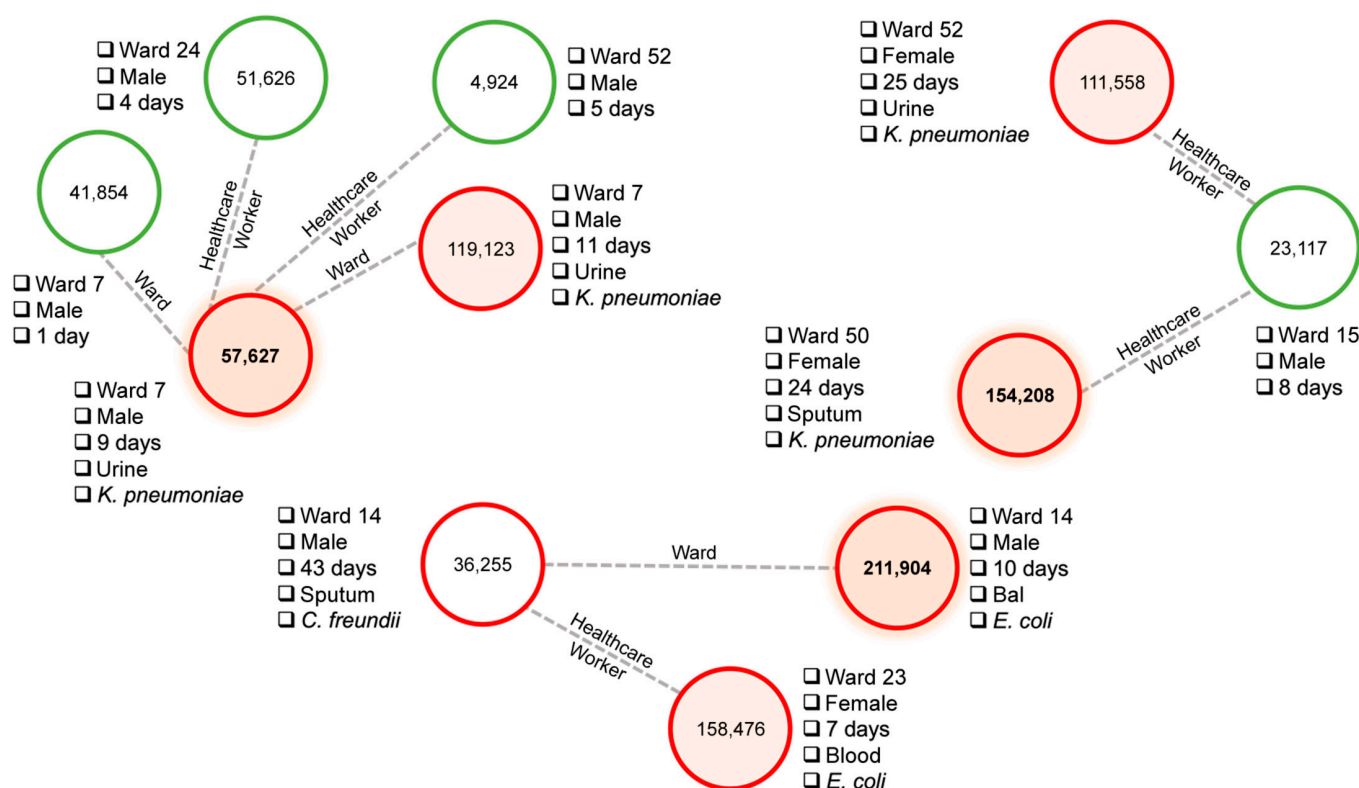 ❑ Ward 24
❑ Male
❑ 4 days
51,626
4,924
❑ Ward 52
❑ Male
❑ 5 days
41,854
❑ Ward 7
❑ Male
❑ 1 day
Ward
Healthcare
Worker
Healthcare
Worker
Ward
119,123
❑ Ward 7
❑ Male
❑ 11 days
❑ Urine
❑ K. pneumoniae
57,627
❑ Ward 7
❑ Male
❑ 9 days
❑ Urine
❑ K. pneumoniae
❑ Ward 52
❑ Female
❑ 25 days
❑ Urine
❑ K. pneumoniae
111,558
Healthcare
Worker
23,117
❑ Ward 15
❑ Male
❑ 8 days
Healthcare
Worker
❑ Ward 50
❑ Female
❑ 24 days
❑ Sputum
❑ K. pneumoniae
154,208
❑ Ward 14
❑ Male
❑ 43 days
❑ Sputum
❑ C. freundii
36,255
Ward
211,904
❑ Ward 14
❑ Male
❑ 10 days
❑ Bal
❑ E. coli
Healthcare
Worker
158,476
❑ Ward 23
❑ Female
❑ 7 days
❑ Blood
❑ E. coli